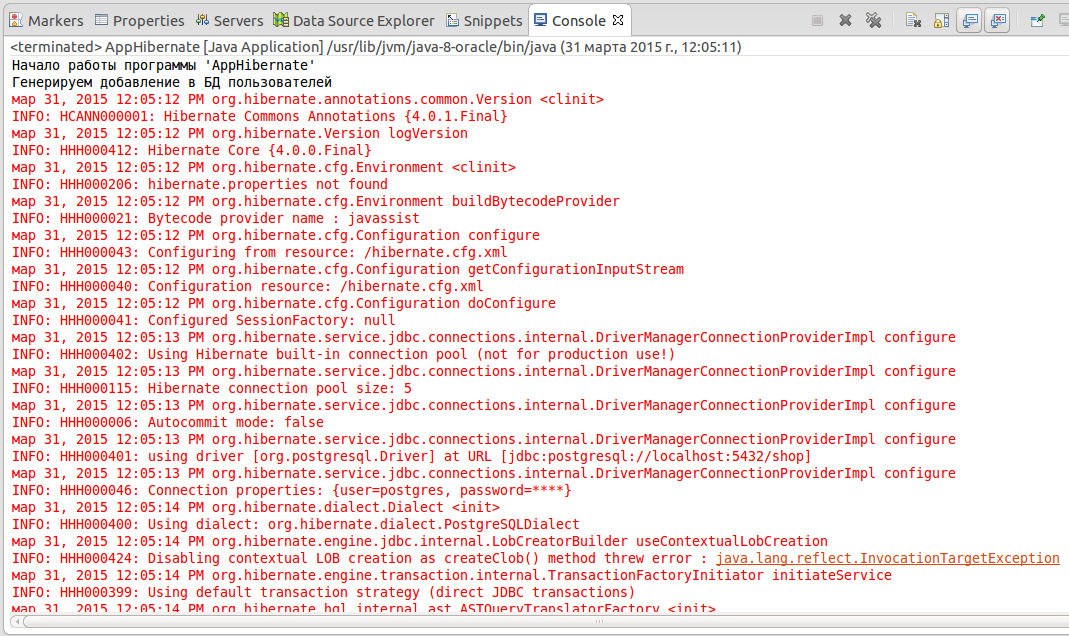 Markers Properties Servers Data Source Explorer Snippets Console
<terminated> AppHibernate [Java Application] /usr/lib/jvm/java-8-oracle/bin/java (31 марта 2015 г., 12:05:11)
Начало работы программы 'AppHibernate'
Генерируем добавление в БД пользователей
мар 31, 2015 12:05:12 PM org.hibernate.annotations.common.Version <clinit>
INFO: HCANN000001: Hibernate Commons Annotations {4.0.1.Final}
мар 31, 2015 12:05:12 PM org.hibernate.Version logVersion
INFO: HHH000412: Hibernate Core {4.0.0.Final}
мар 31, 2015 12:05:12 PM org.hibernate.cfg.Environment <clinit>
INFO: HHH000206: hibernate.properties not found
мар 31, 2015 12:05:12 PM org.hibernate.cfg.Environment buildBytecodeProvider
INFO: HHH000021: Bytecode provider name : javassist
мар 31, 2015 12:05:12 PM org.hibernate.cfg.Configuration configure
INFO: HHH000043: Configuring from resource: /hibernate.cfg.xml
мар 31, 2015 12:05:12 PM org.hibernate.cfg.Configuration getConfigurationInputStream
INFO: HHH000040: Configuration resource: /hibernate.cfg.xml
мар 31, 2015 12:05:12 PM org.hibernate.cfg.Configuration doConfigure
INFO: HHH000041: Configured SessionFactory: null
мар 31, 2015 12:05:13 PM org.hibernate.service.jdbc.connections.internal.DriverManagerConnectionProviderImpl configure
INFO: HHH000402: Using Hibernate built-in connection pool (not for production use!)
мар 31, 2015 12:05:13 PM org.hibernate.service.jdbc.connections.internal.DriverManagerConnectionProviderImpl configure
INFO: HHH000115: Hibernate connection pool size: 5
мар 31, 2015 12:05:13 PM org.hibernate.service.jdbc.connections.internal.DriverManagerConnectionProviderImpl configure
INFO: HHH000006: Autocommit mode: false
мар 31, 2015 12:05:13 PM org.hibernate.service.jdbc.connections.internal.DriverManagerConnectionProviderImpl configure
INFO: HHH000401: using driver [org.postgresql.Driver] at URL [jdbc:postgresql://localhost:5432/shop]
мар 31, 2015 12:05:13 PM org.hibernate.service.jdbc.connections.internal.DriverManagerConnectionProviderImpl configure
INFO: HHH000046: Connection properties: {user=postgres, password=****}
мар 31, 2015 12:05:14 PM org.hibernate.dialect.Dialect <init>
INFO: HHH000400: Using dialect: org.hibernate.dialect.PostgreSQLDialect
мар 31, 2015 12:05:14 PM org.hibernate.engine.jdbc.internal.LobCreatorBuilder useContextualLobCreation
INFO: HHH000424: Disabling contextual LOB creation as createClob() method threw error : java.lang.reflect.InvocationTargetException
мар 31, 2015 12:05:14 PM org.hibernate.engine.transaction.internal.TransactionFactoryInitiator initiateService
INFO: HHH000399: Using default transaction strategy (direct JDBC transactions)
мар 31, 2015 12:05:14 PM org.hibernate.hql.internal.ast.ASTQueryTranslatorFactory <init>